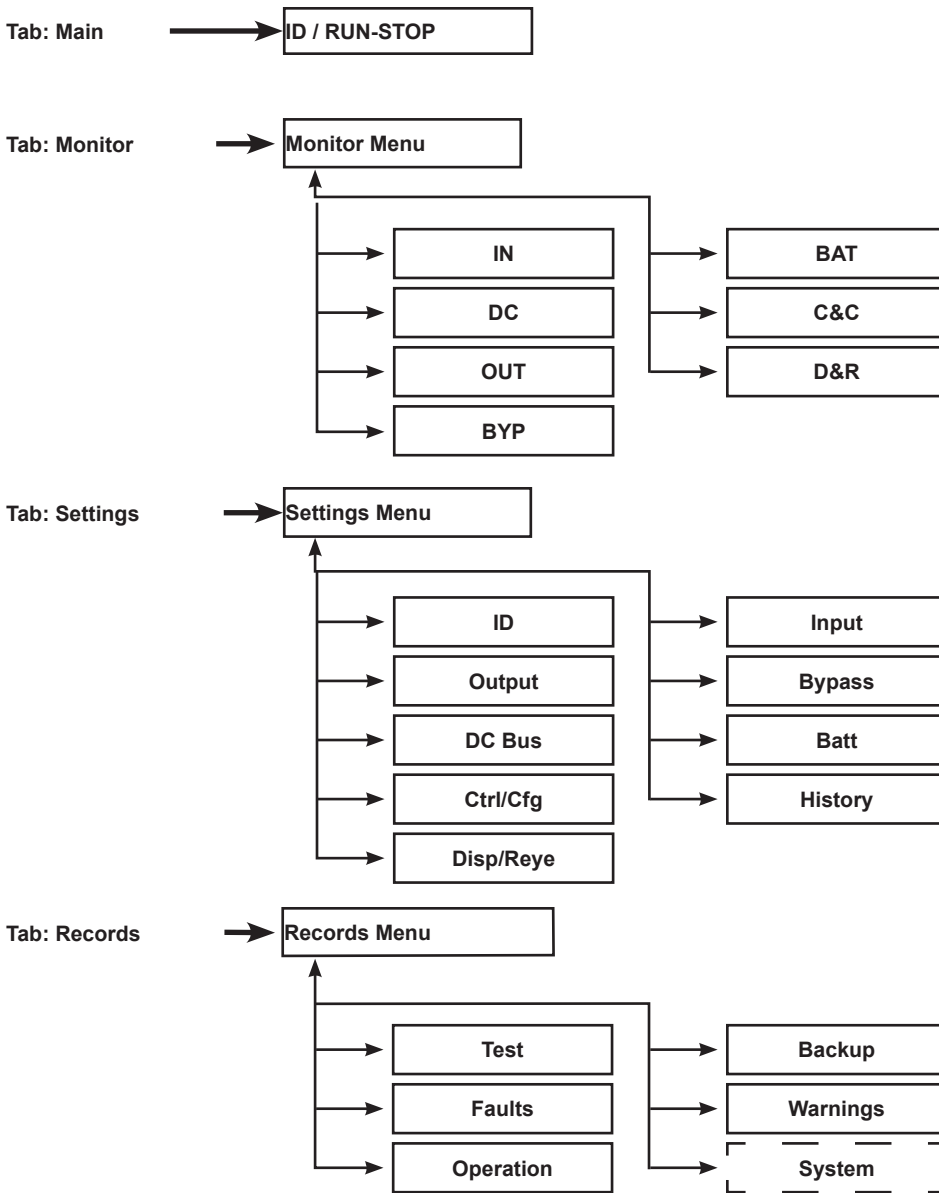 Tab: Main
ID / RUN-STOP
Tab: Monitor
Monitor Menu
IN
BAT
DC
C&C
OUT
D&R
BYP
Tab: Settings
Settings Menu
ID
Input
Output
Bypass
DC Bus
Batt
Ctrl/Cfg
History
Disp/Reye
Tab: Records
Records Menu
Test
Backup
Faults
Warnings
Operation
System